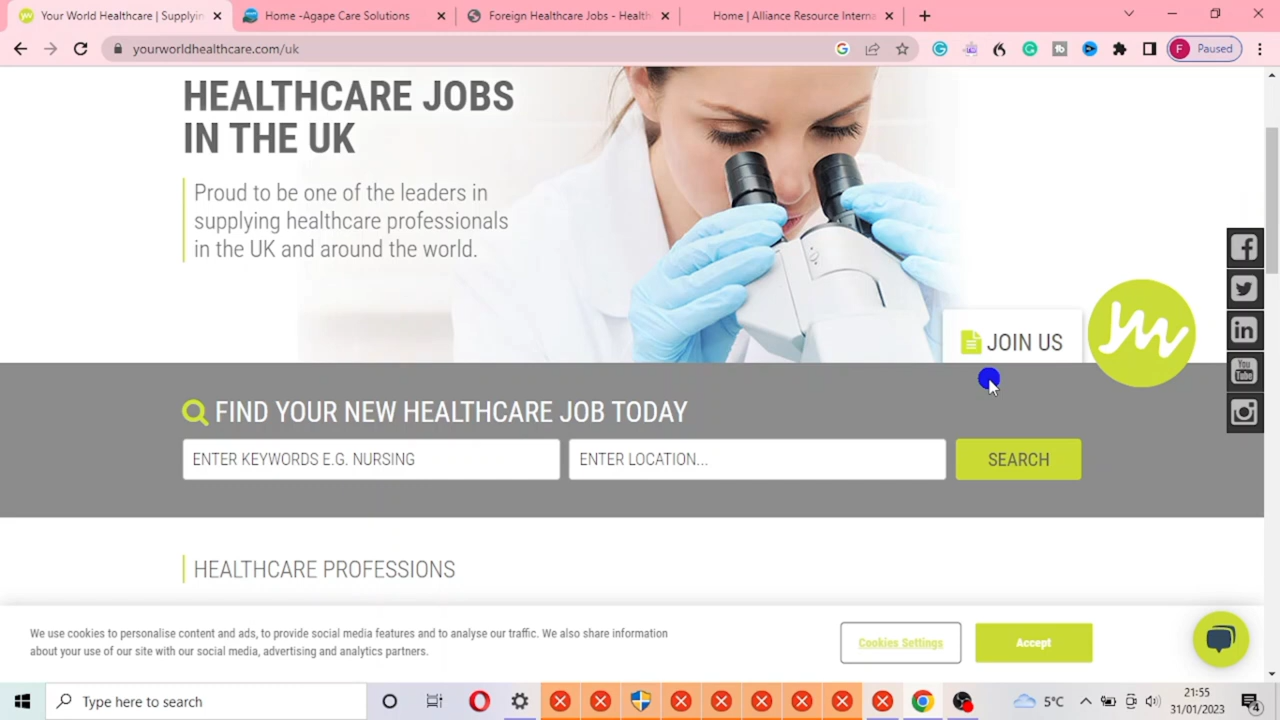 Your World Healthcare | Supplyin
Home -Agape Care Solutions
Foreign Healthcare Jobs - Health
Home | Alliance Resource Interna
yourworldhealthcare.com/uk
F Paused
HEALTHCARE JOBS
IN THE UK
Proud to be one of the leaders in
supplying healthcare professionals
in the UK and around the world.
JOIN US
yw
You
Tube
FIND YOUR NEW HEALTHCARE JOB TODAY
ENTER KEYWORDS E.G. NURSING
ENTER LOCATION...
SEARCH
HEALTHCARE PROFESSIONS
We use cookies to personalise content and ads, to provide social media features and to analyse our traffic. We also share information
about your use of our site with our social media, advertising and analytics partners.
Cookies Settings
Accept
Type here to search
5°C
21:55
31/01/2023
4